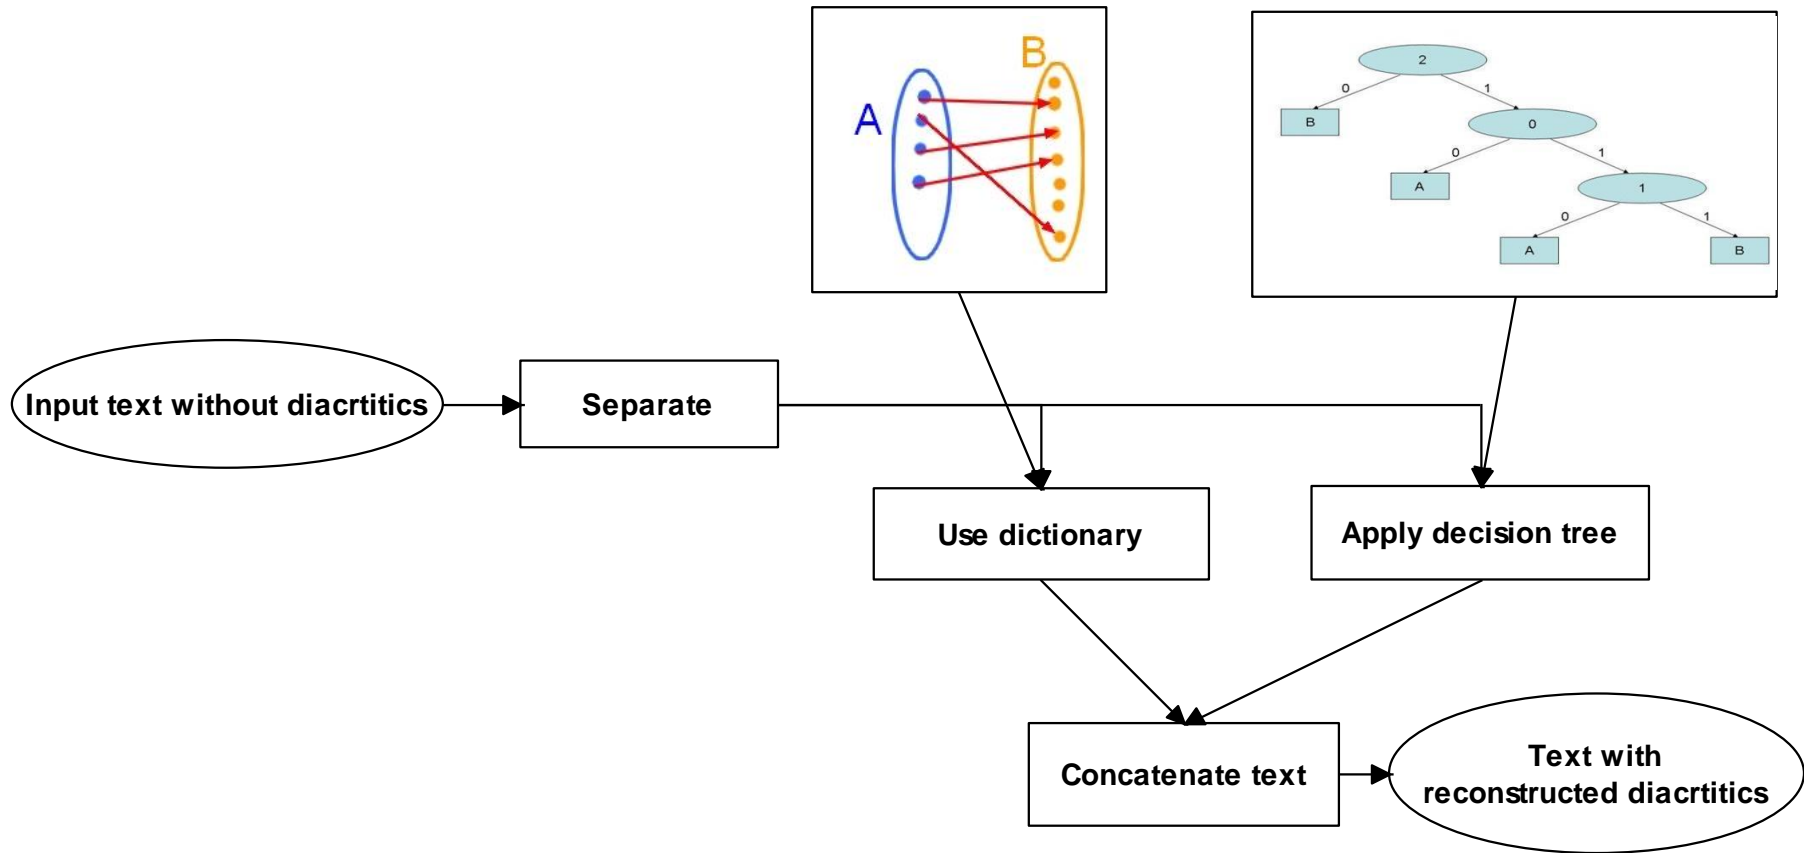 B
A
2
0
1
B
0
0
1
A
1
0
1
A
B
Input text without diacrtitics
Separate
Use dictionary
Apply decision tree
Concatenate text
Text with
reconstructed diacrtitics